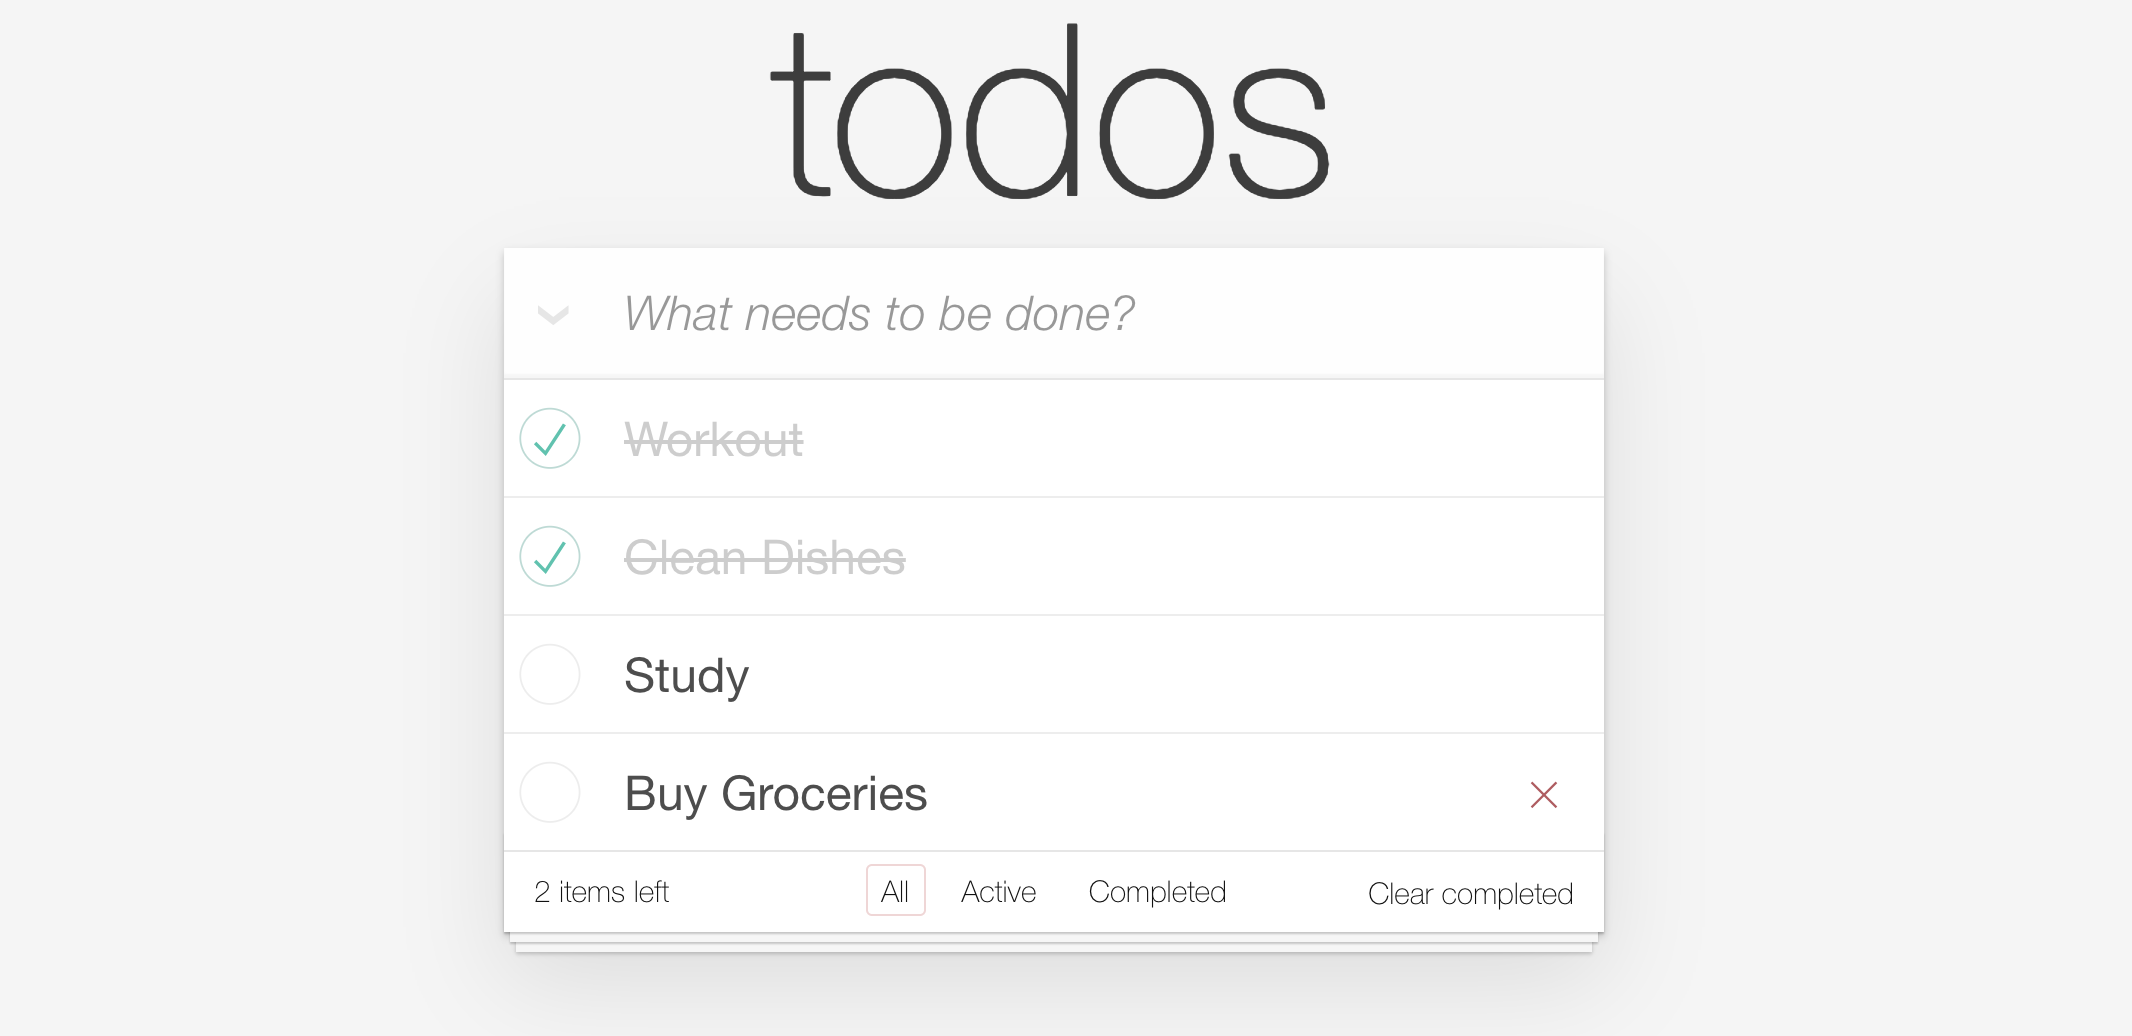 todos
What needs to be done?
Workout
Clean Dishes
Study
Buy Groceries
2 items left All Active Completed Clear completed